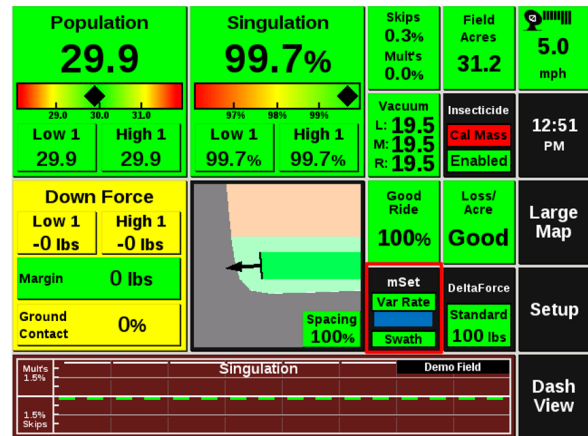 Population
29.9
29.0 30.0 31.0
Low 1 High 1
29.9 29.9
Singulation
99.7%
97% 98% 99%
Low 1 High 1
99.7% 99.7%
Skips
0.3%
Mult's
0.0%
Field
Acres
31.2
5.0
mph
Vacuum
L: 19.5
M: 19.5
R: 19.5
Insecticide
Cal Mass
Enabled
12:51
PM
Down Force
Low 1 High 1
-0 lbs -0 lbs
Margin 0 lbs
Ground
Contact 0%
Spacing
100%
Good
Ride
100%
Loss/
Acre
Good
Large
Map
mSet
Var Rate
Swath
DeltaForce
Standard
100 lbs
Setup
Singulation
Demo Field
Mult's
1.5%
1.5%
Skips
Dash
View